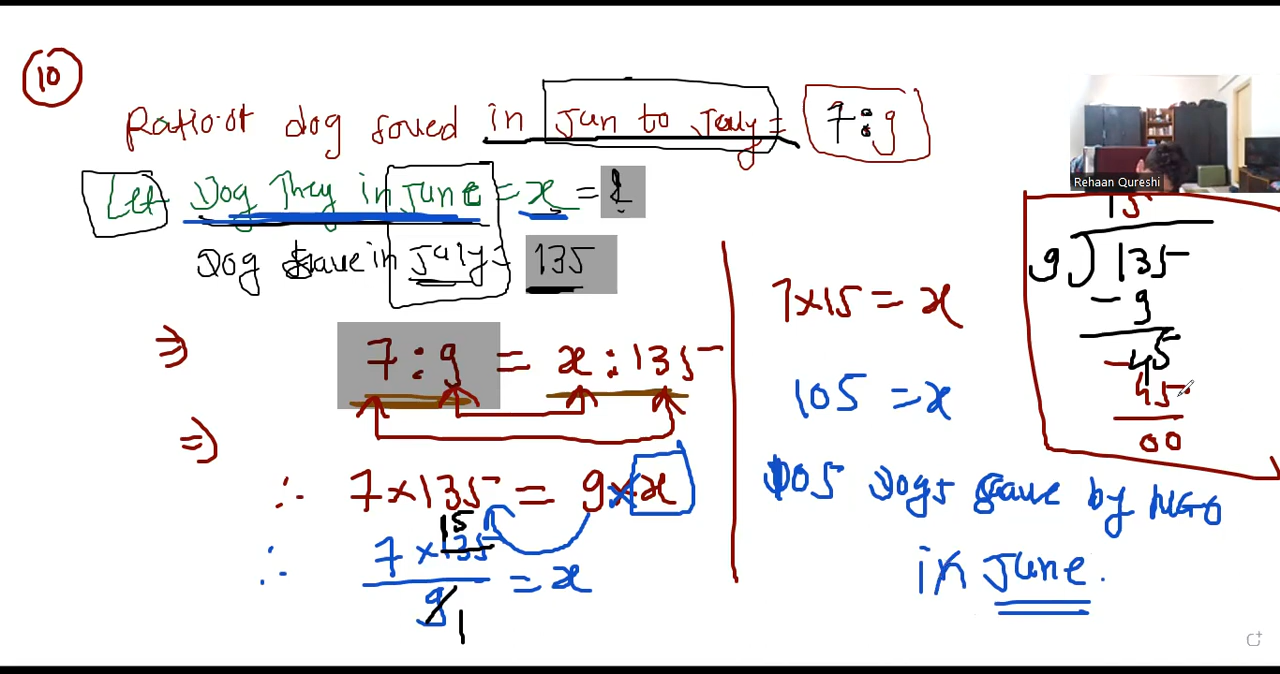 10
Ratio of dog saved in Jun to July = 7:9
Let Dog They in June = x = ?
Dog save in July = 135
⇒ 7 : 9 = x : 135
⇒
∴ 7 × 135 = 9 × x
15
∴ 7 × 135 = x
9 1
7 × 15 = x
105 = x
105 Dogs save by NGO
in June.
Rehaan Qureshi
15
9 ) 135
- 9
45
- 45
00